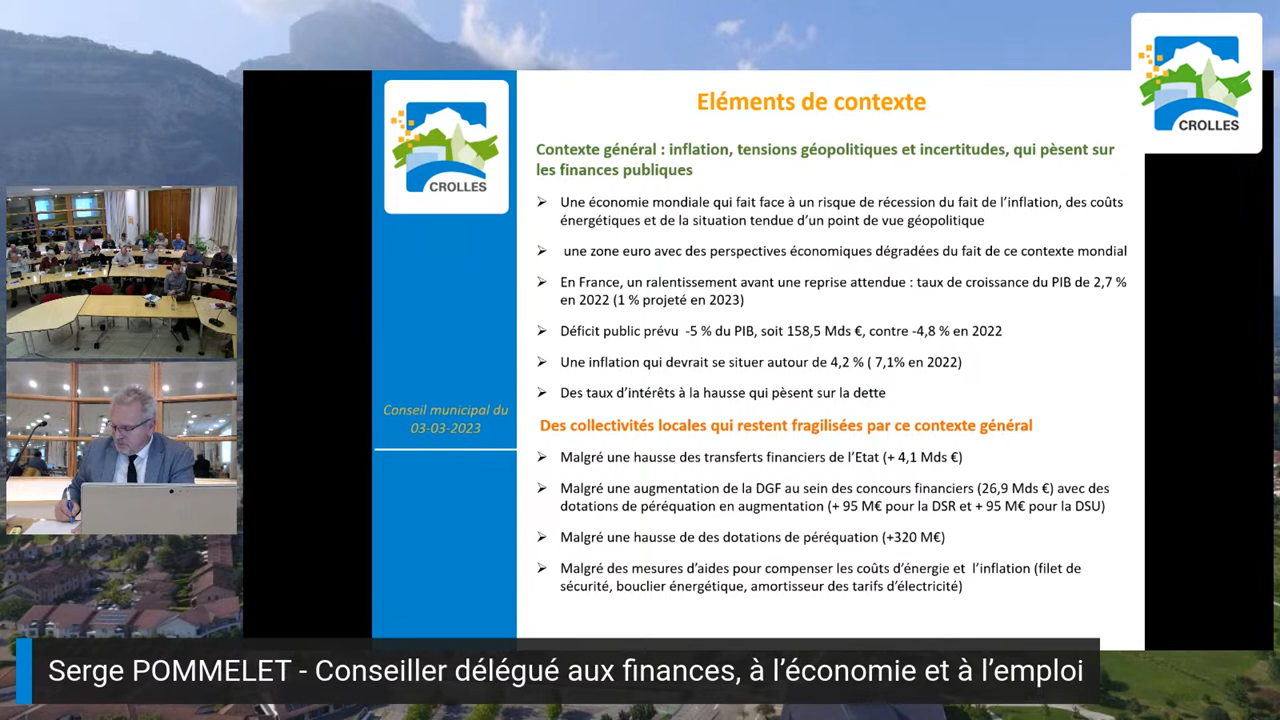 CROLLES
CROLLES
Conseil municipal du
03-03-2023
Eléments de contexte
Contexte général : inflation, tensions géopolitiques et incertitudes, qui pèsent sur
les finances publiques
Une économie mondiale qui fait face à un risque de récession du fait de l’inflation, des coûts
énergétiques et de la situation tendue d’un point de vue géopolitique
une zone euro avec des perspectives économiques dégradées du fait de ce contexte mondial
En France, un ralentissement avant une reprise attendue : taux de croissance du PIB de 2,7 %
en 2022 (1 % projeté en 2023)
Déficit public prévu -5 % du PIB, soit 158,5 Mds €, contre -4,8 % en 2022
Une inflation qui devrait se situer autour de 4,2 % ( 7,1% en 2022)
Des taux d’intérêts à la hausse qui pèsent sur la dette
Des collectivités locales qui restent fragilisées par ce contexte général
Malgré une hausse des transferts financiers de l’Etat (+ 4,1 Mds €)
Malgré une augmentation de la DGF au sein des concours financiers (26,9 Mds €) avec des
dotations de péréquation en augmentation (+ 95 M€ pour la DSR et + 95 M€ pour la DSU)
Malgré une hausse de des dotations de péréquation (+320 M€)
Malgré des mesures d’aides pour compenser les coûts d’énergie et l’inflation (filet de
sécurité, bouclier énergétique, amortisseur des tarifs d’électricité)
Serge POMMELET - Conseiller délégué aux finances, à l’économie et à l’emploi